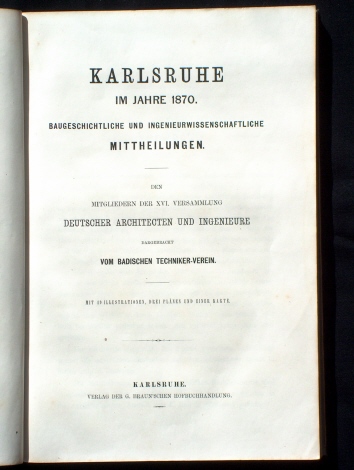 KARLSRUHE
IM JAHRE 1870.
BAUGESCHICHTLICHE UND INGENIEURWISSENSCHAFTLICHE
MITTHEILUNGEN.
DEN
MITGLIEDERN DER XVI. VERSAMMLUNG
DEUTSCHER ARCHITECTEN UND INGENIEURE
DARGEBRACHT
VOM BADISCHEN TECHNIKER-VEREIN.
MIT ILLUSTRATIONEN, DREI PLÄNEN UND EINER KARTE.
KARLSRUHE.
VERLAG DER G. BRAUN'SCHEN HOFBUCHHANDLUNG.